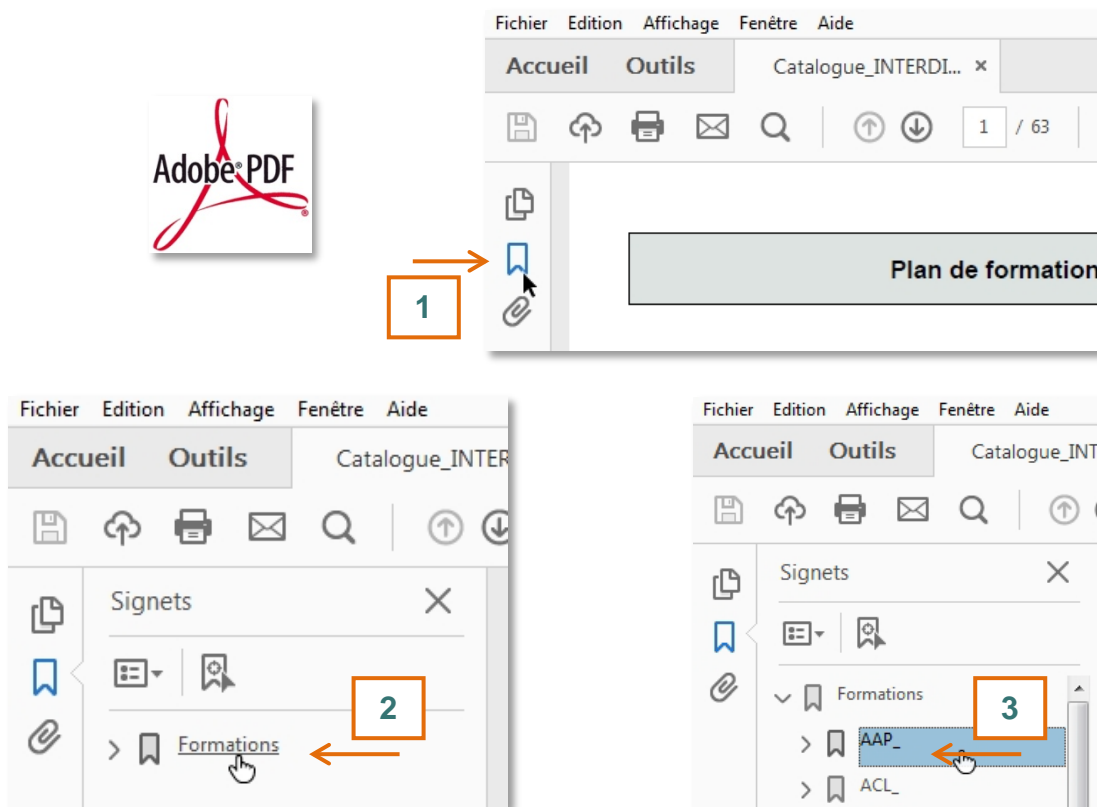 Fichier Edition Affichage Fenêtre Aide
Accueil Outils Catalogue_INTERDI... ×
1 / 63
Adobe® PDF
®
Plan de formation
1
Fichier Edition Affichage Fenêtre Aide
Accueil Outils Catalogue_INTER
Signets
2
Formations
Fichier Edition Affichage Fenêtre Aide
Accueil Outils Catalogue_INT
Signets
Formations
3
AAP_
ACL_